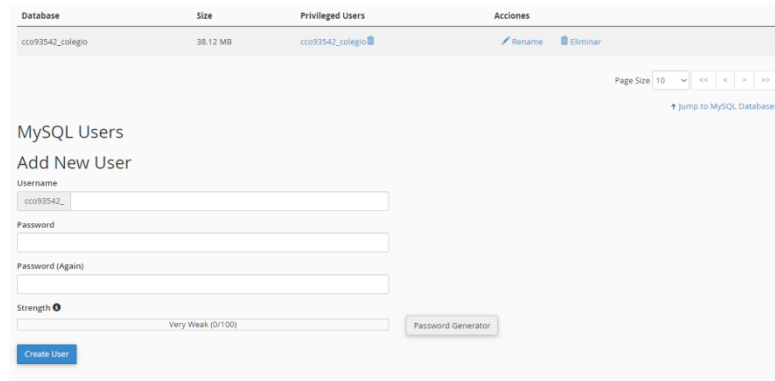 Database Size Privileged Users Acciones
cco93542_colegio 38.12 MB cco93542_colegio Rename Eliminar
Page Size 10 << < > >>
Jump to MySQL Databases
MySQL Users
Add New User
Username
cco93542_
Password
Password (Again)
Strength
Very Weak (0/100) Password Generator
Create User